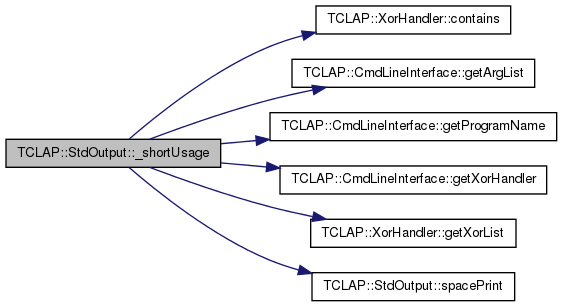 TCLAP::XorHandler::contains
TCLAP::CmdLineInterface::getArgList
TCLAP::CmdLineInterface::getProgramName
TCLAP::StdOutput::_shortUsage
TCLAP::CmdLineInterface::getXorHandler
TCLAP::XorHandler::getXorList
TCLAP::StdOutput::spacePrint